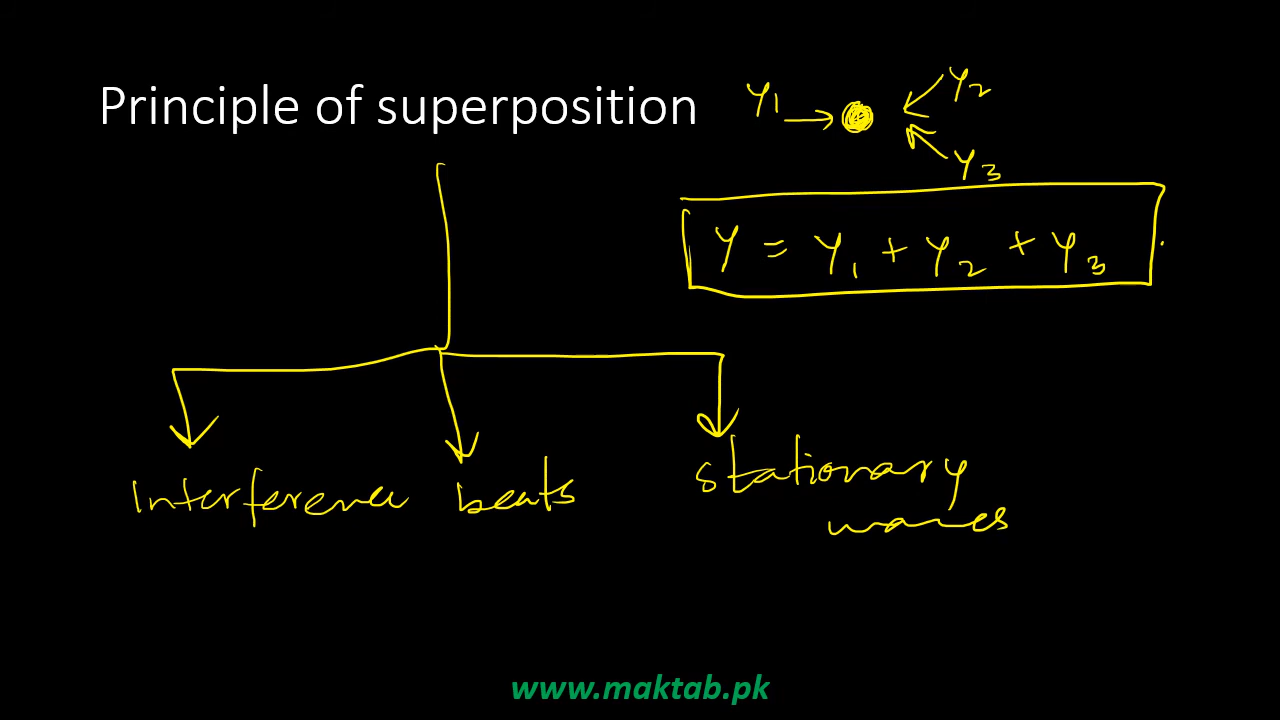 Principle of superposition
Y1
Y2
Y3
Y = Y1 + Y2 + Y3
Interference
beats
stationary
waves
www.maktab.pk